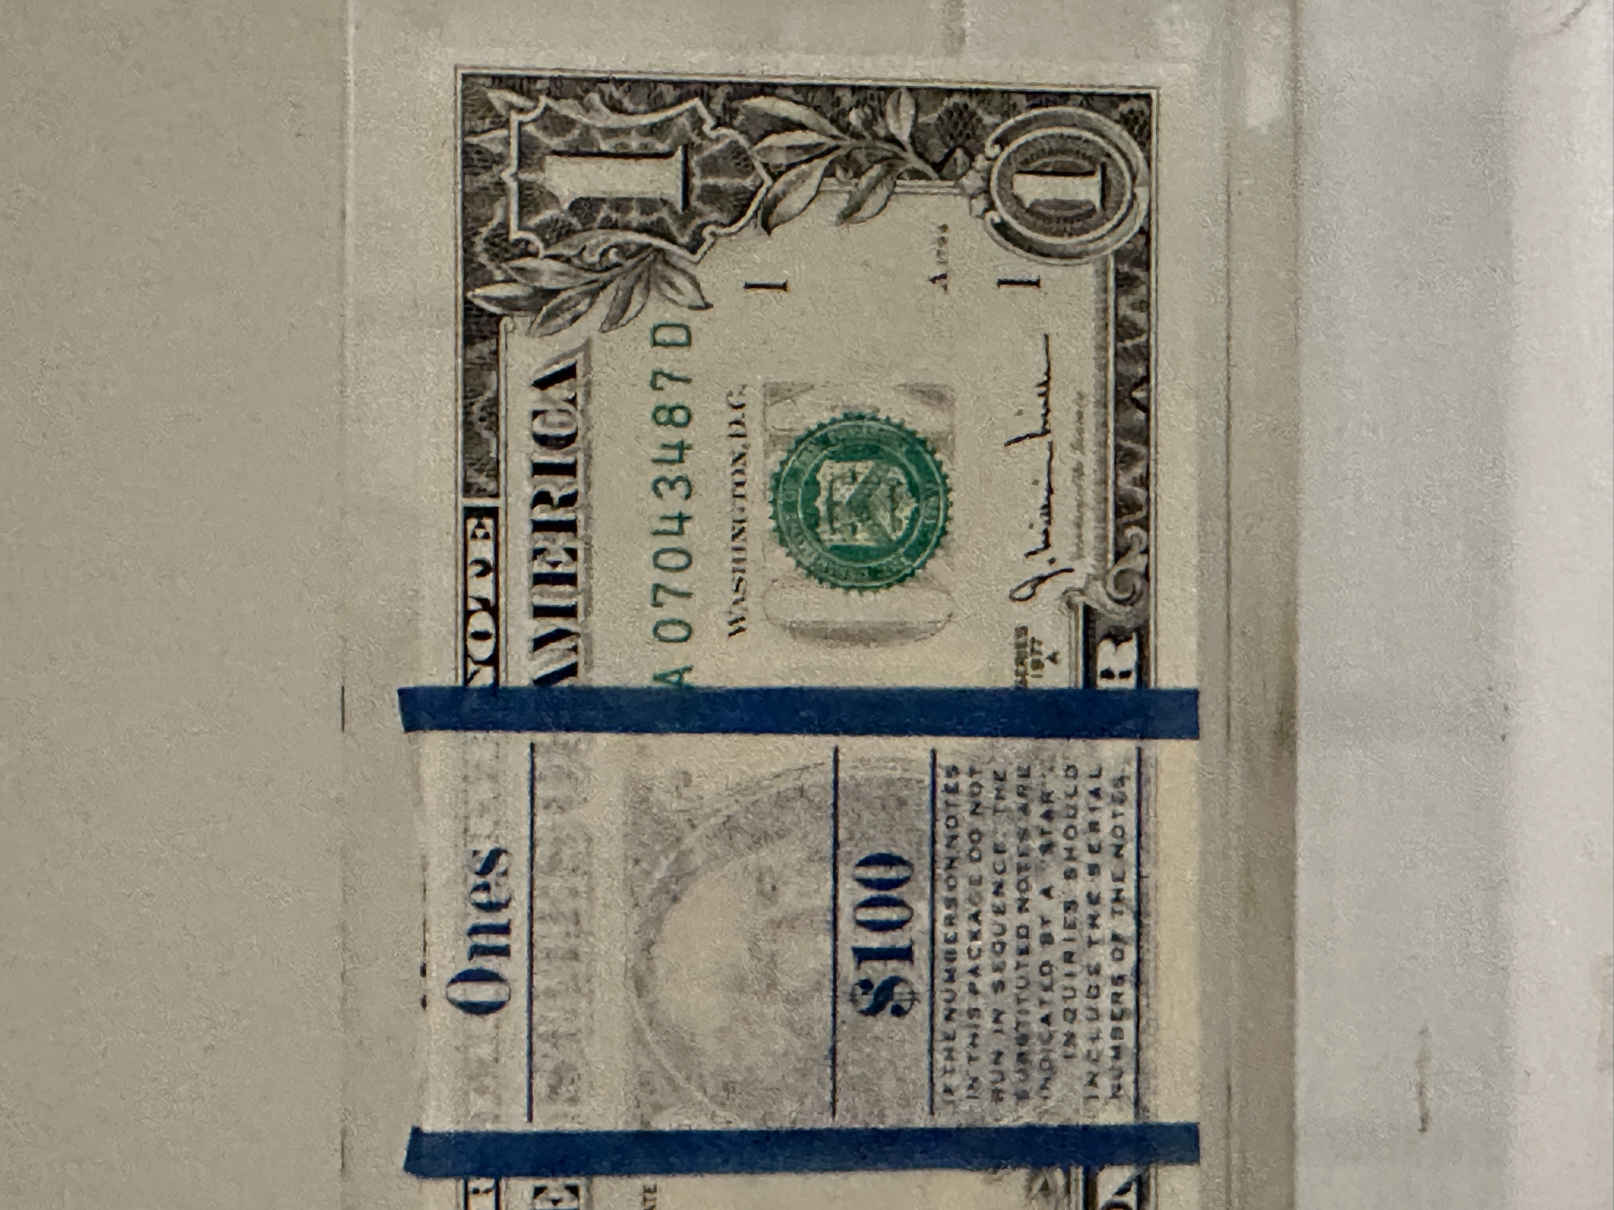 NOTE
AMERICA
A 07043487 D
WASHINGTON, D.C.
1
1
1
1
SERIES
1977
A
R
Ones
$100
IF THE NUMBERS ON NOTES
IN THIS PACKAGE DO NOT
RUN IN SEQUENCE, THE
SUBSTITUTED NOTES ARE
INDICATED BY A "STAR".
INQUIRIES SHOULD
INCLUDE THE SERIAL
NUMBERS OF THE NOTES.